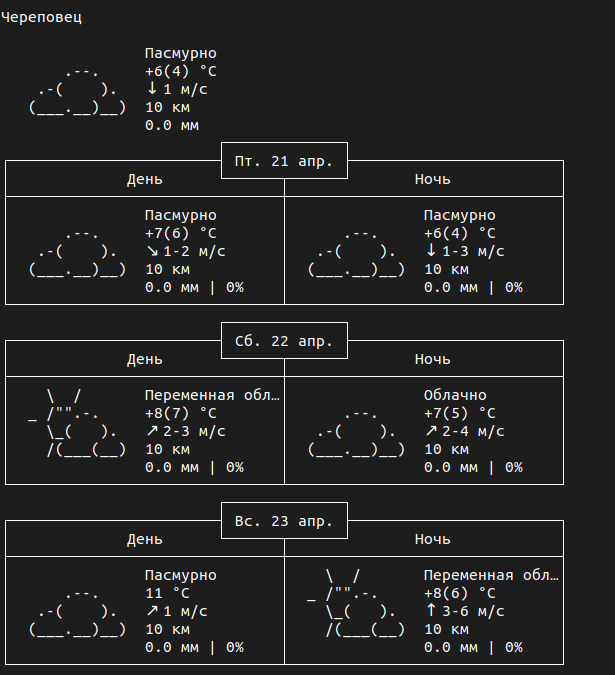 Череповец
Пасмурно
+6(4) °C
↓ 1 м/с
10 км
0.0 мм
Пт. 21 апр.
День
Ночь
Пасмурно
+7(6) °C
↘ 1-2 м/с
10 км
0.0 мм | 0%
Пасмурно
+6(4) °C
↓ 1-3 м/с
10 км
0.0 мм | 0%
Сб. 22 апр.
День
Ночь
Переменная обл…
+8(7) °C
↗ 2-3 м/с
10 км
0.0 мм | 0%
Облачно
+7(5) °C
↗ 2-4 м/с
10 км
0.0 мм | 0%
Вс. 23 апр.
День
Ночь
Пасмурно
11 °C
↗ 1 м/с
10 км
0.0 мм | 0%
Переменная обл…
+8(6) °C
↑ 3-6 м/с
10 км
0.0 мм | 0%